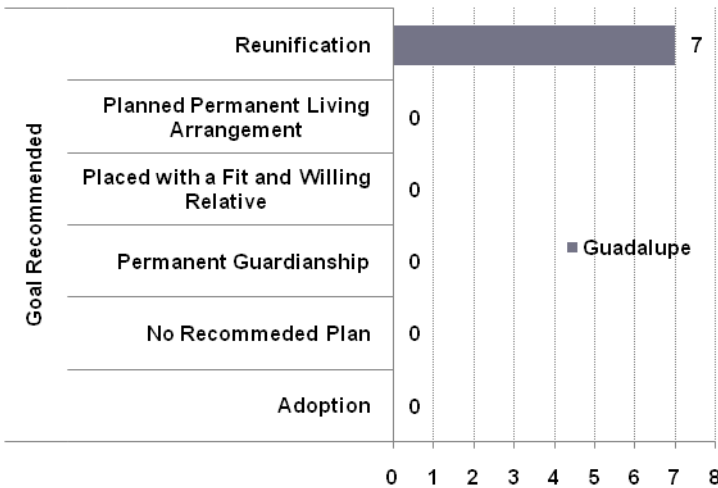 Goal Recommended
Reunification
7
Planned Permanent Living
Arrangement
0
Placed with a Fit and Willing
Relative
0
Permanent Guardianship
0
No Recommeded Plan
0
Adoption
0
Guadalupe
0 1 2 3 4 5 6 7 8